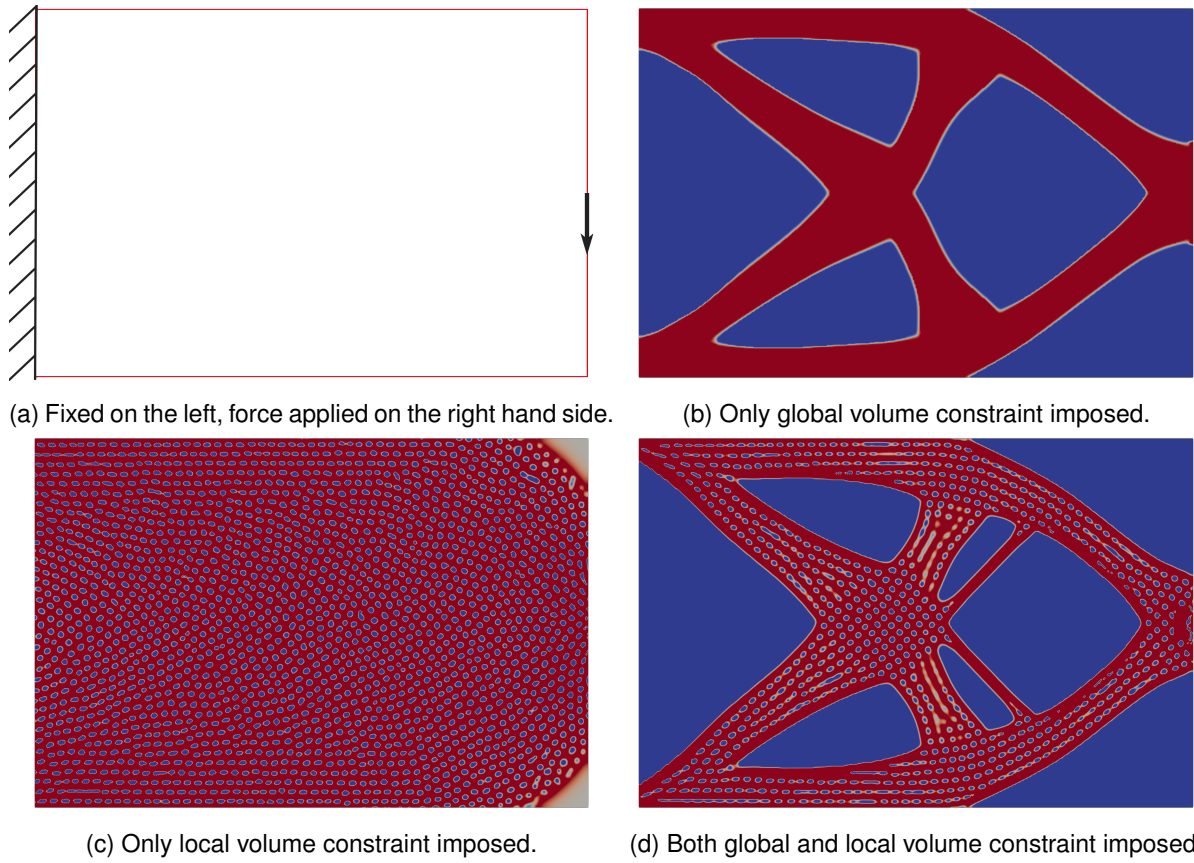 (a) Fixed on the left, force applied on the right hand side.
(b) Only global volume constraint imposed.
(c) Only local volume constraint imposed.
(d) Both global and local volume constraint imposed